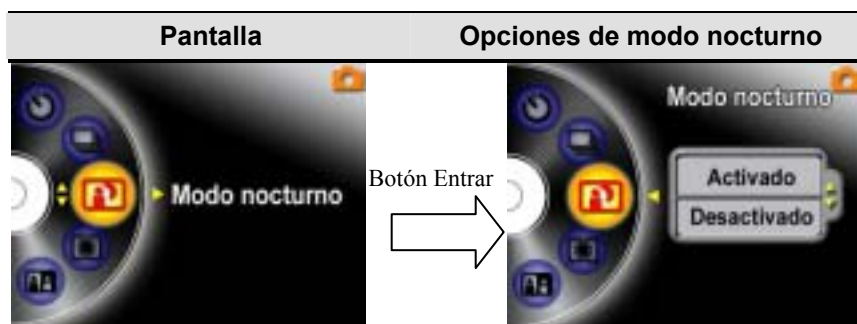 Pantalla
Opciones de modo nocturno
Modo nocturno
Botón Entrar
Modo nocturno
Activado
Desactivado